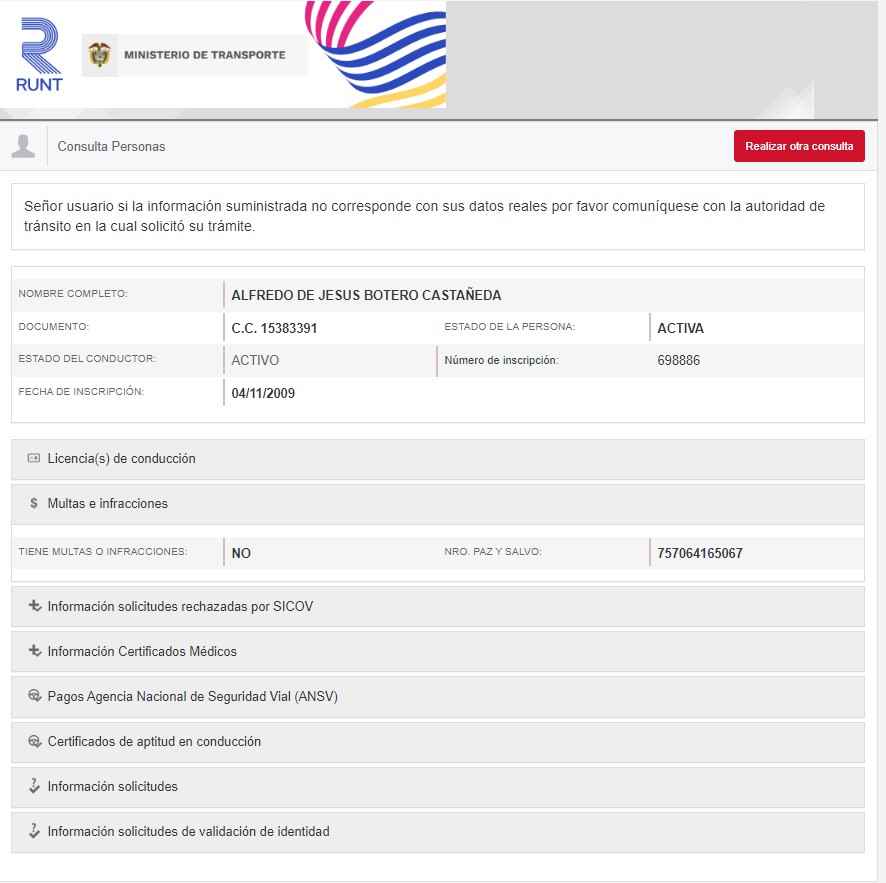 RUNT
MINISTERIO DE TRANSPORTE
Consulta Personas
Realizar otra consulta
Señor usuario si la información suministrada no corresponde con sus datos reales por favor comuníquese con la autoridad de
tránsito en la cual solicitó su trámite.
NOMBRE COMPLETO: ALFREDO DE JESUS BOTERO CASTAÑEDA
DOCUMENTO: C.C. 15383391 ESTADO DE LA PERSONA: ACTIVA
ESTADO DEL CONDUCTOR: ACTIVO Número de inscripción: 698886
FECHA DE INSCRIPCIÓN: 04/11/2009
Licencia(s) de conducción
$ Multas e infracciones
TIENE MULTAS O INFRACCIONES: NO NRO. PAZ Y SALVO: 757064165067
Información solicitudes rechazadas por SICOV
Información Certificados Médicos
Pagos Agencia Nacional de Seguridad Vial (ANSV)
Certificados de aptitud en conducción
Información solicitudes
Información solicitudes de validación de identidad